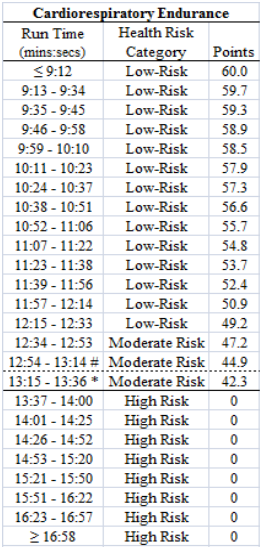 Cardiorespiratory Endurance
Run Time Health Risk
(mins:secs) Category Points
≤ 9:12 Low-Risk 60.0
9:13 - 9:34 Low-Risk 59.7
9:35 - 9:45 Low-Risk 59.3
9:46 - 9:58 Low-Risk 58.9
9:59 - 10:10 Low-Risk 58.5
10:11 - 10:23 Low-Risk 57.9
10:24 - 10:37 Low-Risk 57.3
10:38 - 10:51 Low-Risk 56.6
10:52 - 11:06 Low-Risk 55.7
11:07 - 11:22 Low-Risk 54.8
11:23 - 11:38 Low-Risk 53.7
11:39 - 11:56 Low-Risk 52.4
11:57 - 12:14 Low-Risk 50.9
12:15 - 12:33 Low-Risk 49.2
12:34 - 12:53 Moderate Risk 47.2
12:54 - 13:14 # Moderate Risk 44.9
13:15 - 13:36 * Moderate Risk 42.3
13:37 - 14:00 High Risk 0
14:01 - 14:25 High Risk 0
14:26 - 14:52 High Risk 0
14:53 - 15:20 High Risk 0
15:21 - 15:50 High Risk 0
15:51 - 16:22 High Risk 0
16:23 - 16:57 High Risk 0
≥ 16:58 High Risk 0